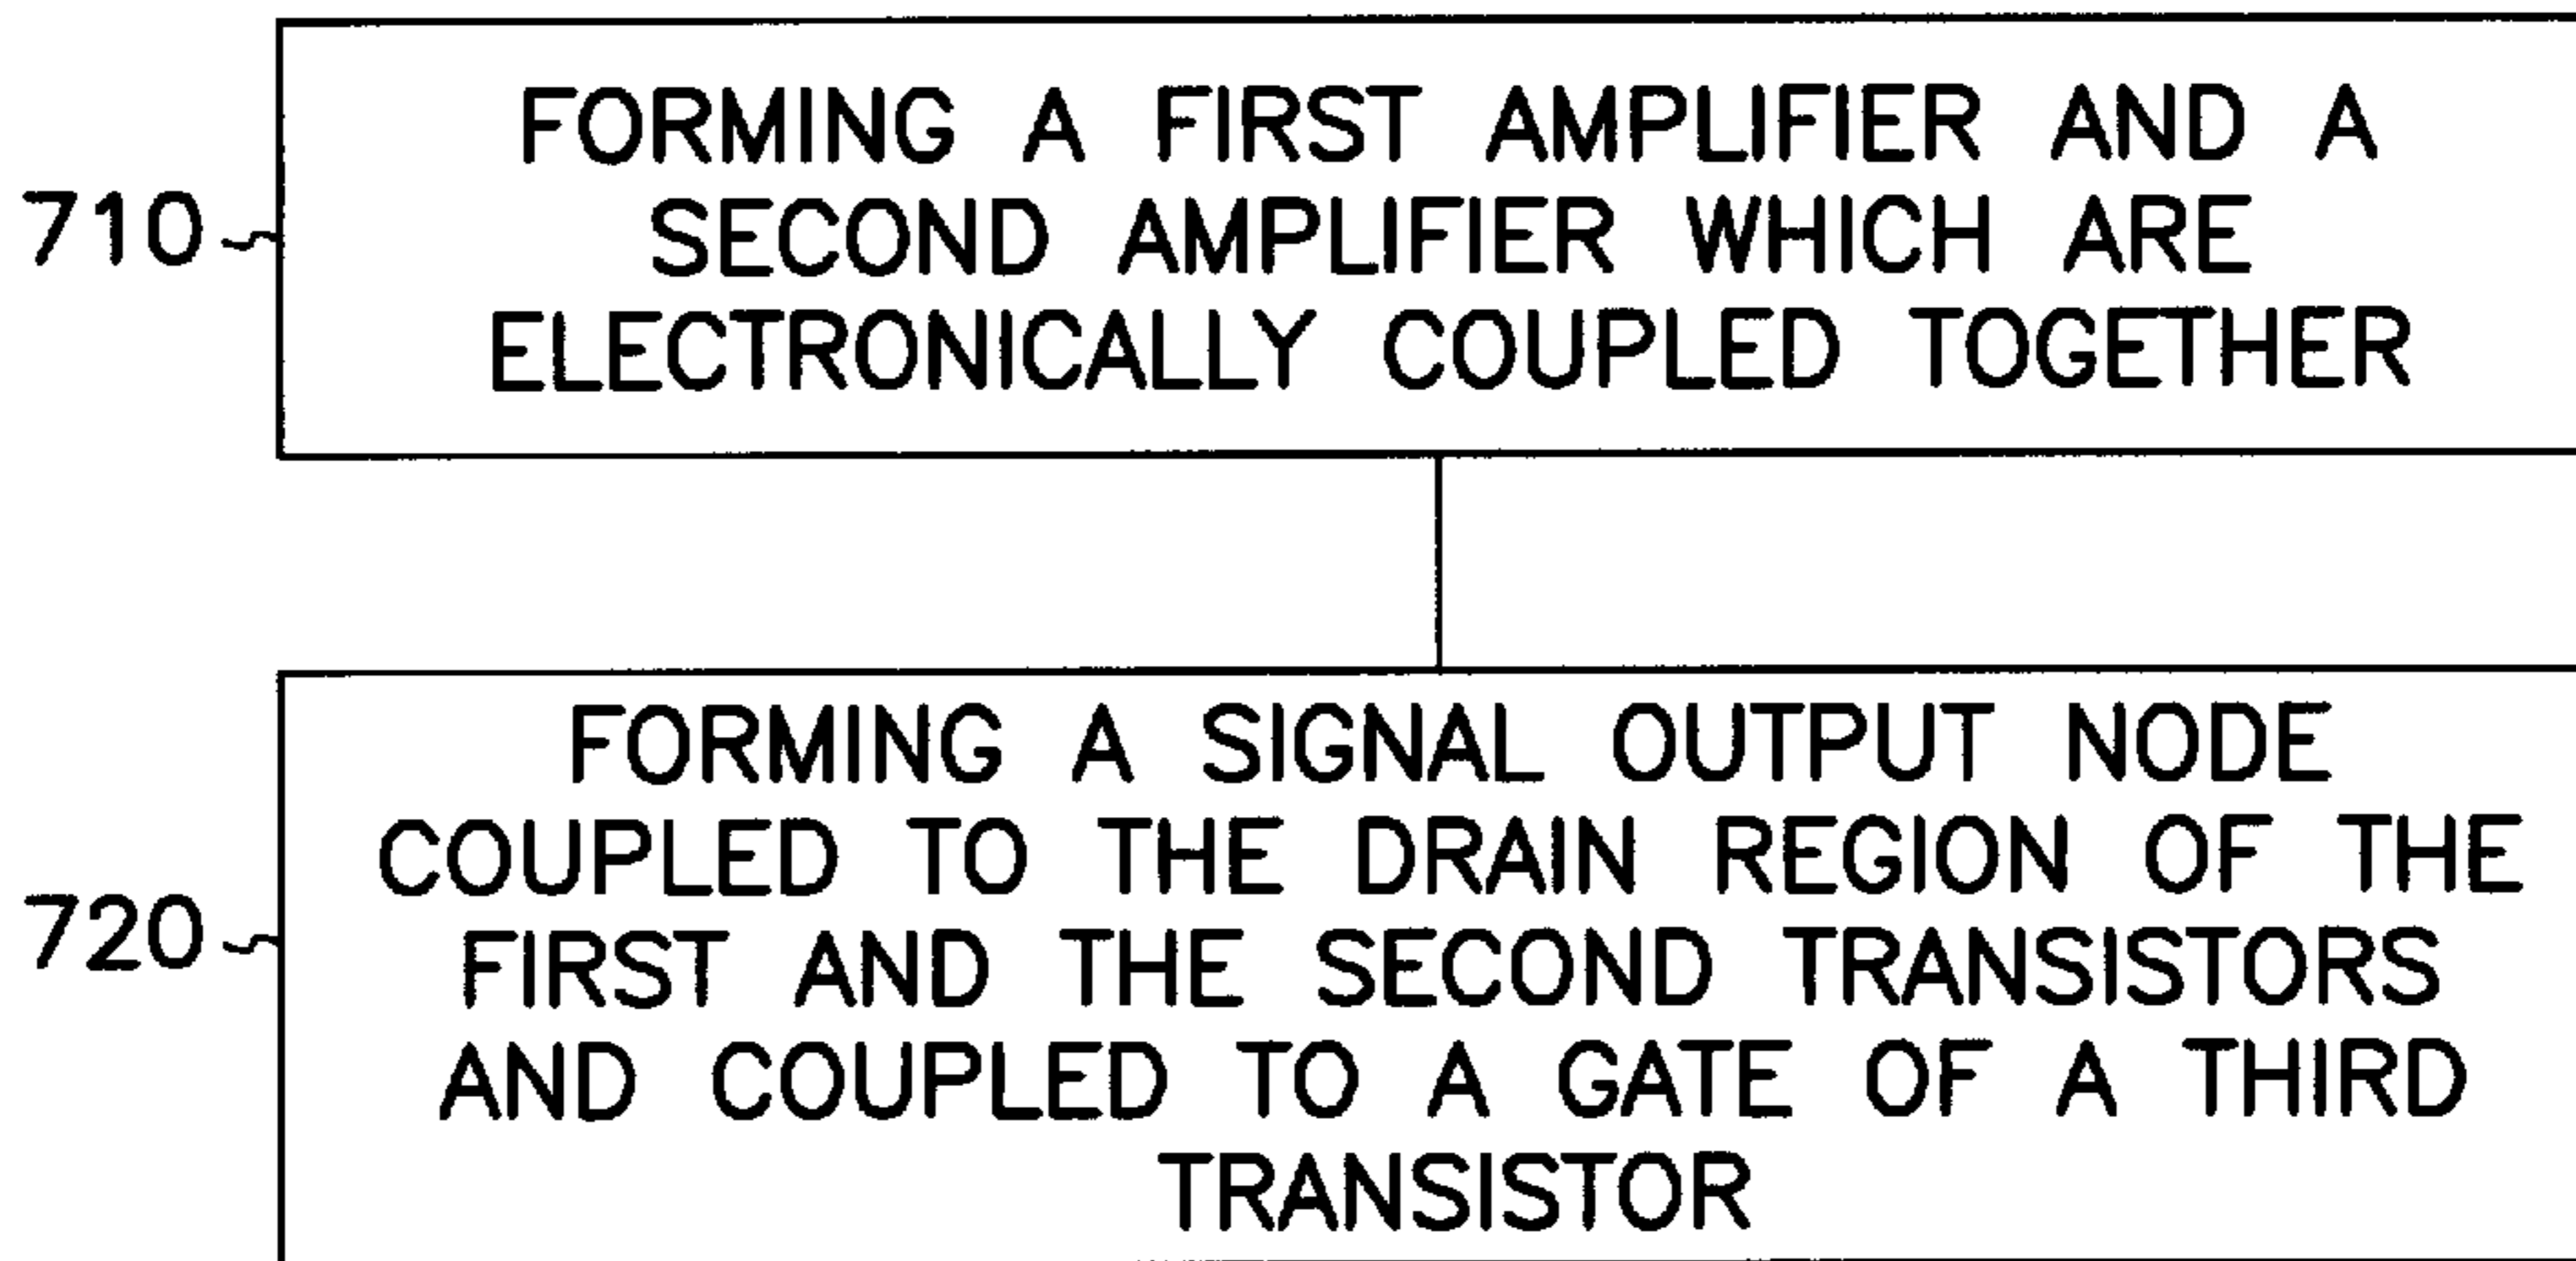 FORMING A FIRST AMPLIFIER AND A
710 SECOND AMPLIFIER WHICH ARE
ELECTRONICALLY COUPLED TOGETHER
FORMING A SIGNAL OUTPUT NODE
COUPLED TO THE DRAIN REGION OF THE
720 FIRST AND THE SECOND TRANSISTORS
AND COUPLED TO A GATE OF A THIRD
TRANSISTOR